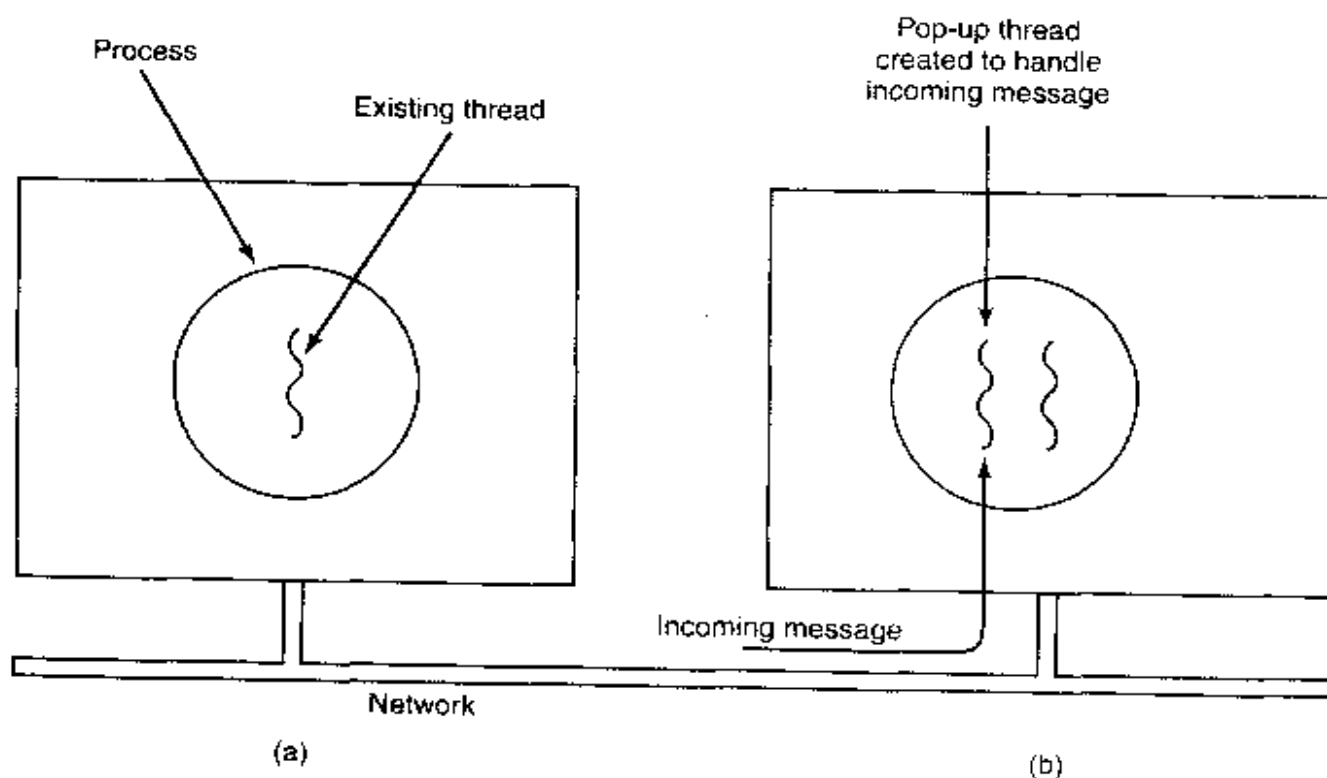 Process
Existing thread
Pop-up thread
created to handle
incoming message
Incoming message
Network
(a)
(b)